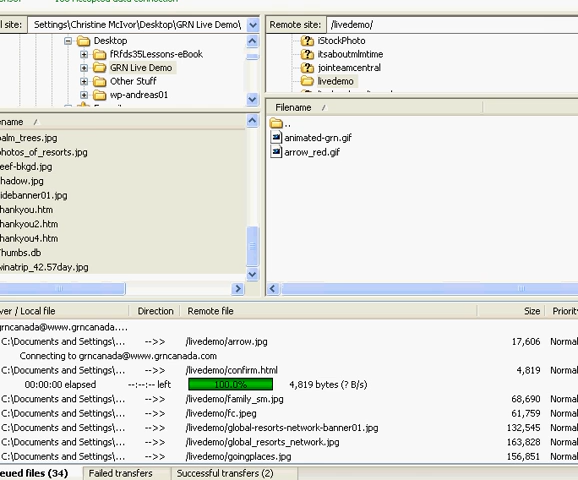 l site: Settings\Christine McIvor\Desktop\GRN Live Demo\
Remote site: /livedemo/
Desktop
fRfds35Lessons-eBook
GRN Live Demo
Other Stuff
wp-andreas01
iStockPhoto
itsaboutmlmtime
jointeamcentral
livedemo
ename /
alm_trees.jpg
hotos_of_resorts.jpg
eef-bkgd.jpg
hadow.jpg
idebanner01.jpg
hankyou.htm
hankyou2.htm
hankyou4.htm
humbs.db
winatrip_42.57day.jpg
Filename /
..
animated-grn.gif
arrow_red.gif
ver / Local file Direction Remote file Size Priority
grncanada@www.grncanada....
C:\Documents and Settings\... -->> /livedemo/arrow.jpg 17,606 Normal
Connecting to grncanada@www.grncanada.com
C:\Documents and Settings\... -->> /livedemo/confirm.html 4,819 Normal
00:00:00 elapsed --:--:-- left 100.0% 4,819 bytes (? B/s)
C:\Documents and Settings\... -->> /livedemo/family_sm.jpg 68,690 Normal
C:\Documents and Settings\... -->> /livedemo/fc.jpeg 61,759 Normal
C:\Documents and Settings\... -->> /livedemo/global-resorts-network-banner01.jpg 132,545 Normal
C:\Documents and Settings\... -->> /livedemo/global_resorts_network.jpg 163,828 Normal
C:\Documents and Settings\... -->> /livedemo/goingplaces.jpg 156,851 Normal
eued files (34) Failed transfers Successful transfers (2)